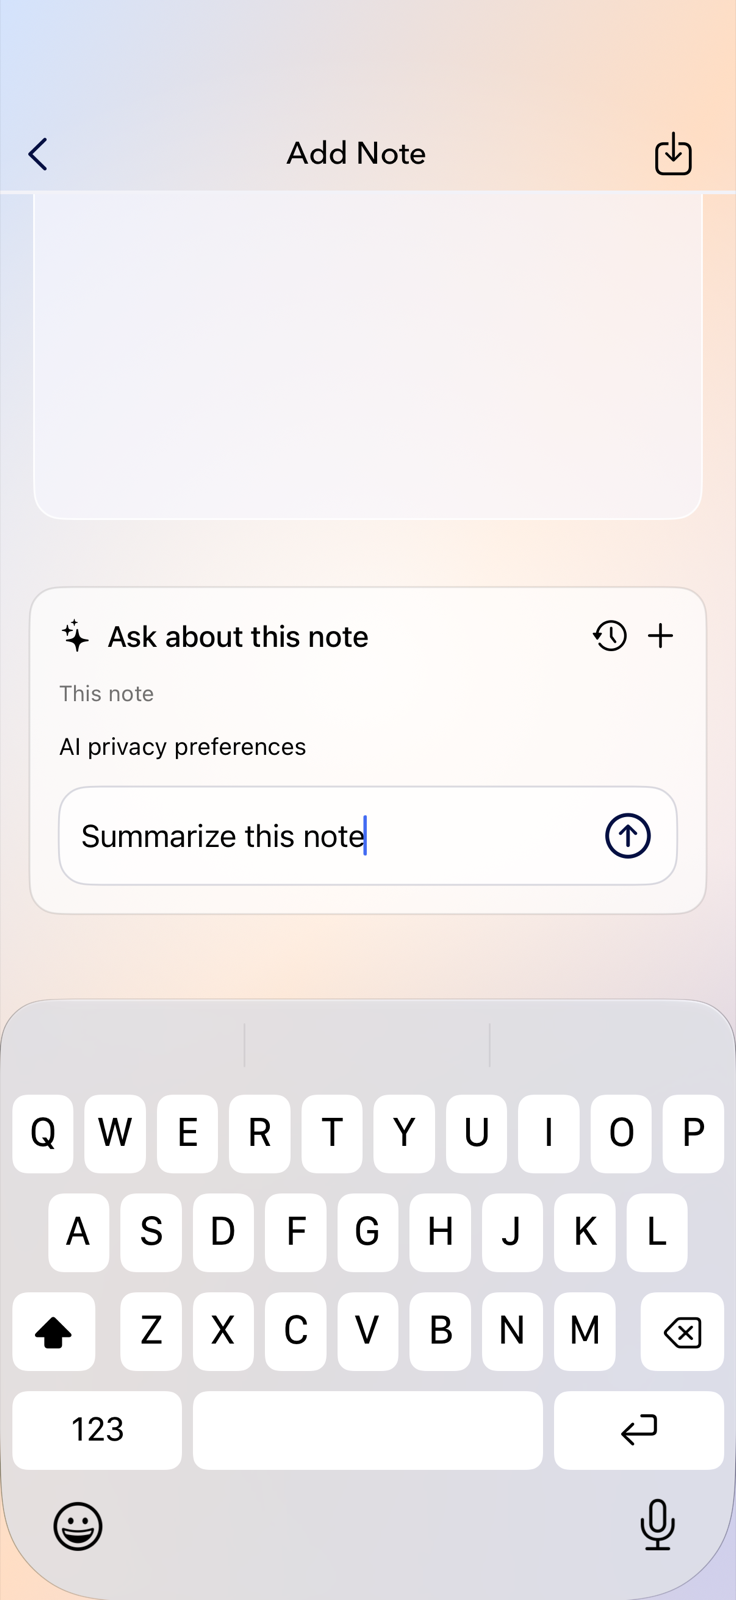 Add Note
Ask about this note
This note
AI privacy preferences
Summarize this note
Q W E R T Y U I O P
A S D F G H J K L
Z X C V B N M
123